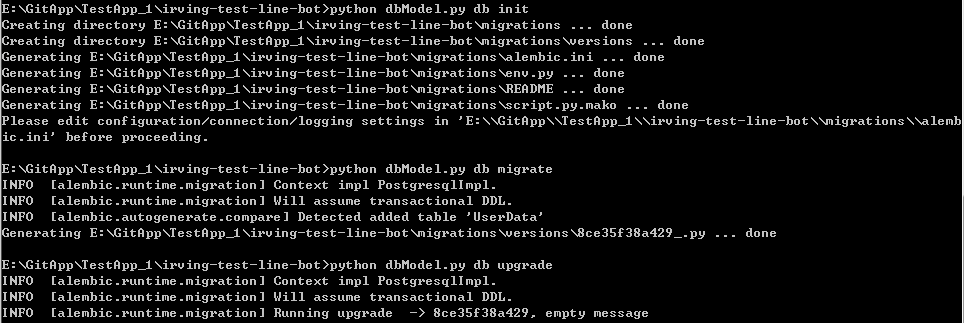 E:\GitApp\TestApp_1\irving-test-line-bot>python dbModel.py db init
Creating directory E:\GitApp\TestApp_1\irving-test-line-bot\migrations ... done
Creating directory E:\GitApp\TestApp_1\irving-test-line-bot\migrations\versions ... done
Generating E:\GitApp\TestApp_1\irving-test-line-bot\migrations\alembic.ini ... done
Generating E:\GitApp\TestApp_1\irving-test-line-bot\migrations\env.py ... done
Generating E:\GitApp\TestApp_1\irving-test-line-bot\migrations\README ... done
Generating E:\GitApp\TestApp_1\irving-test-line-bot\migrations\script.py.mako ... done
Please edit configuration/connection/logging settings in 'E:\\GitApp\\TestApp_1\\irving-test-line-bot\\migrations\\alemb
ic.ini' before proceeding.
E:\GitApp\TestApp_1\irving-test-line-bot>python dbModel.py db migrate
INFO  [alembic.runtime.migration] Context impl PostgresqlImpl.
INFO  [alembic.runtime.migration] Will assume transactional DDL.
INFO  [alembic.autogenerate.compare] Detected added table 'UserData'
Generating E:\GitApp\TestApp_1\irving-test-line-bot\migrations\versions\8ce35f38a429_.py ... done
E:\GitApp\TestApp_1\irving-test-line-bot>python dbModel.py db upgrade
INFO  [alembic.runtime.migration] Context impl PostgresqlImpl.
INFO  [alembic.runtime.migration] Will assume transactional DDL.
INFO  [alembic.runtime.migration] Running upgrade  -> 8ce35f38a429, empty message